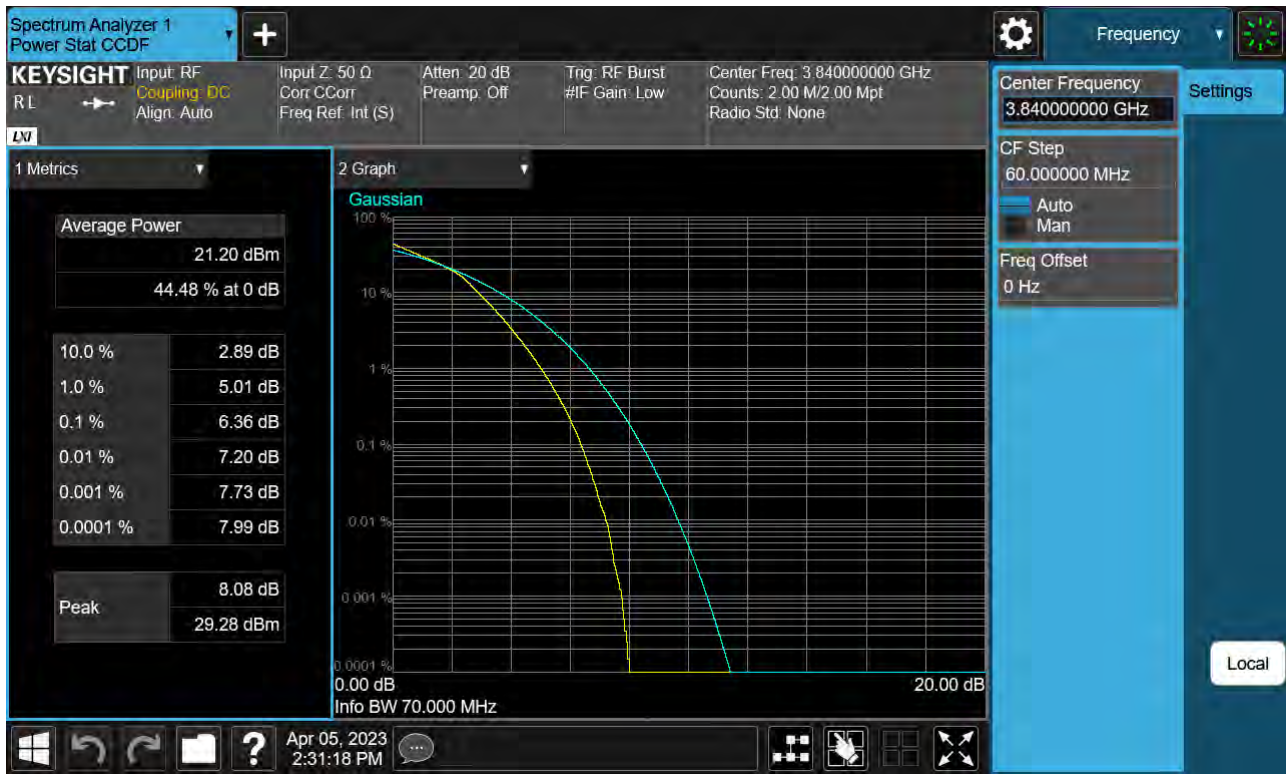 Spectrum Analyzer 1
Power Stat CCDF
Frequency
KEYSIGHT
RL
LXI
Input: RF
Coupling: DC
Align: Auto
Input Z: 50 Ω
Corr CCorr
Freq Ref: Int (S)
Atten: 20 dB
Preamp: Off
Trig: RF Burst
#IF Gain: Low
Center Freq: 3.840000000 GHz
Counts: 2.00 M/2.00 Mpt
Radio Std: None
Center Frequency
3.840000000 GHz
Settings
CF Step
60.000000 MHz
Auto
Man
Freq Offset
0 Hz
Local
1 Metrics
Average Power
21.20 dBm
44.48 % at 0 dB
10.0 % 2.89 dB
1.0 % 5.01 dB
0.1 % 6.36 dB
0.01 % 7.20 dB
0.001 % 7.73 dB
0.0001 % 7.99 dB
Peak
8.08 dB
29.28 dBm
2 Graph
Gaussian
100 %
10 %
1 %
0.1 %
0.01 %
0.001 %
0.0001 %
0.00 dB 20.00 dB
Info BW 70.000 MHz
?
Apr 05, 2023
2:31:18 PM